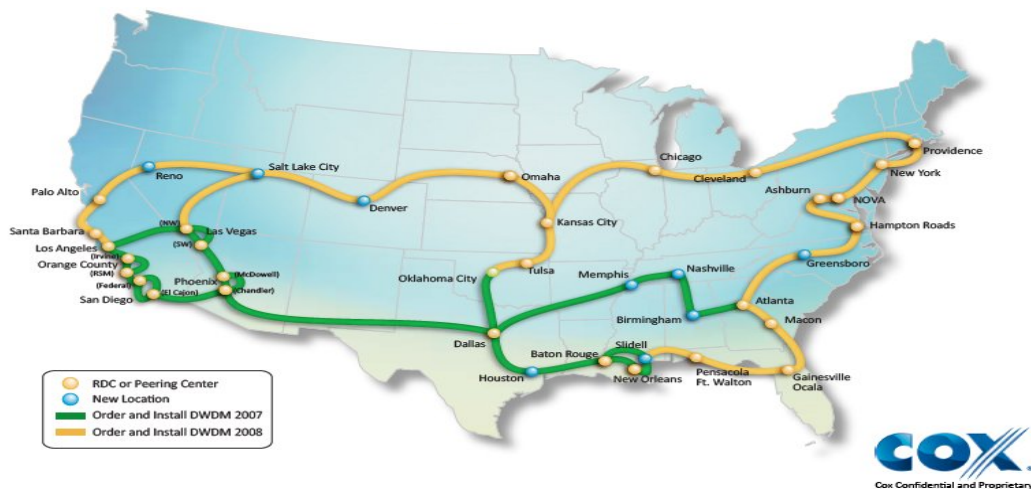 Chicago
Providence
Cleveland
New York
Salt Lake City
Reno
Omaha
Ashburn
NOVA
Palo Alto
Denver
Hampton Roads
Kansas City
(NW)
Las Vegas
Santa Barbara
(SW)
Los Angeles
(Irvine)
Greensboro
Orange County
Tulsa
Nashville
(RSM)
Phoenix
(McDowell)
Oklahoma City
Memphis
(Federal)
(El Cajon)
(Chandler)
San Diego
Atlanta
Birmingham
Macon
Dallas
Slidell
Baton Rouge
Houston
New Orleans
Pensacola
Ft. Walton
Gainesville
Ocala
RDC or Peering Center
New Location
Order and Install DWDM 2007
Order and Install DWDM 2008
COX
Cox Confidential and Proprietary